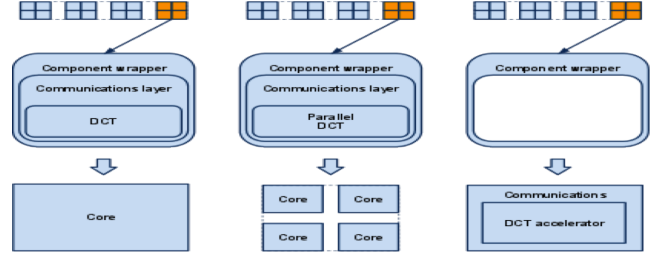 Component wrapper
Communications layer
DCT
Core
Component wrapper
Communications layer
Parallel
DCT
Core
Core
Core
Core
Component wrapper
Communications
DCT accelerator